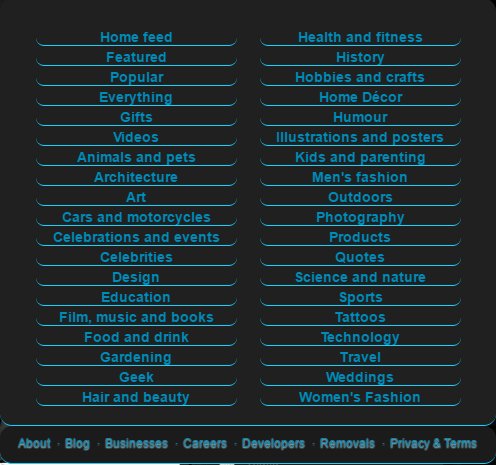 Home feed
Featured
Popular
Everything
Gifts
Videos
Animals and pets
Architecture
Art
Cars and motorcycles
Celebrations and events
Celebrities
Design
Education
Film, music and books
Food and drink
Gardening
Geek
Hair and beauty
Health and fitness
History
Hobbies and crafts
Home Décor
Humour
Illustrations and posters
Kids and parenting
Men's fashion
Outdoors
Photography
Products
Quotes
Science and nature
Sports
Tattoos
Technology
Travel
Weddings
Women's Fashion
About · Blog · Businesses · Careers · Developers · Removals · Privacy & Terms